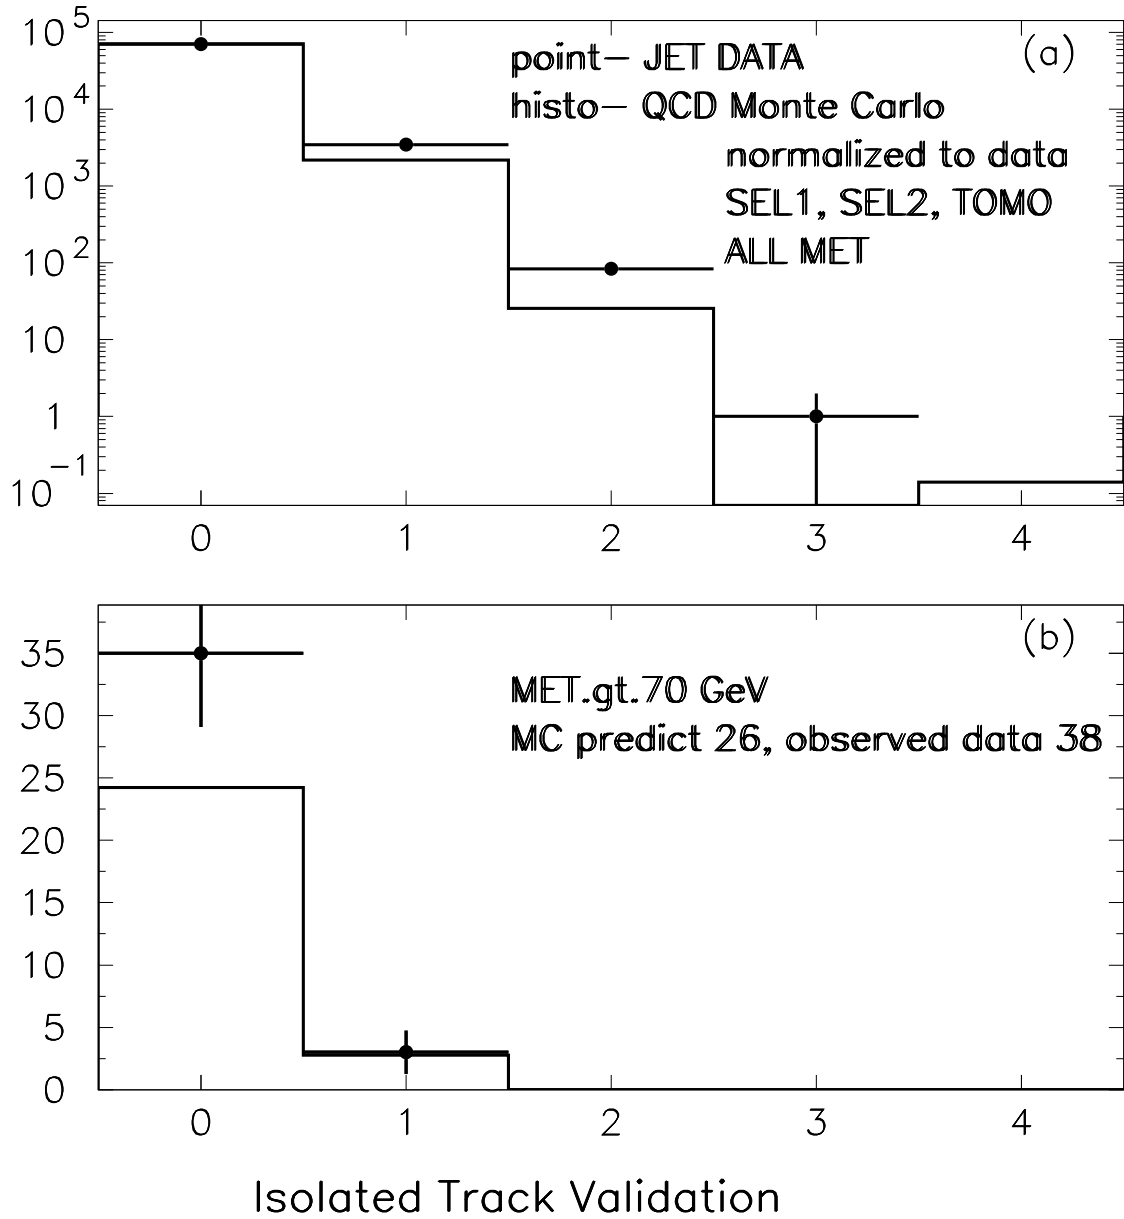 10^5
(a)
point- JET DATA
10^4
histo- QCD Monte Carlo
normalized to data
10^3
SEL1, SEL2, TOMO
10^2
ALL MET
10
1
10^-1
0 1 2 3 4
(b)
35
MET.gt.70 GeV
30
MC predict 26, observed data 38
25
20
15
10
5
0
0 1 2 3 4
Isolated Track Validation